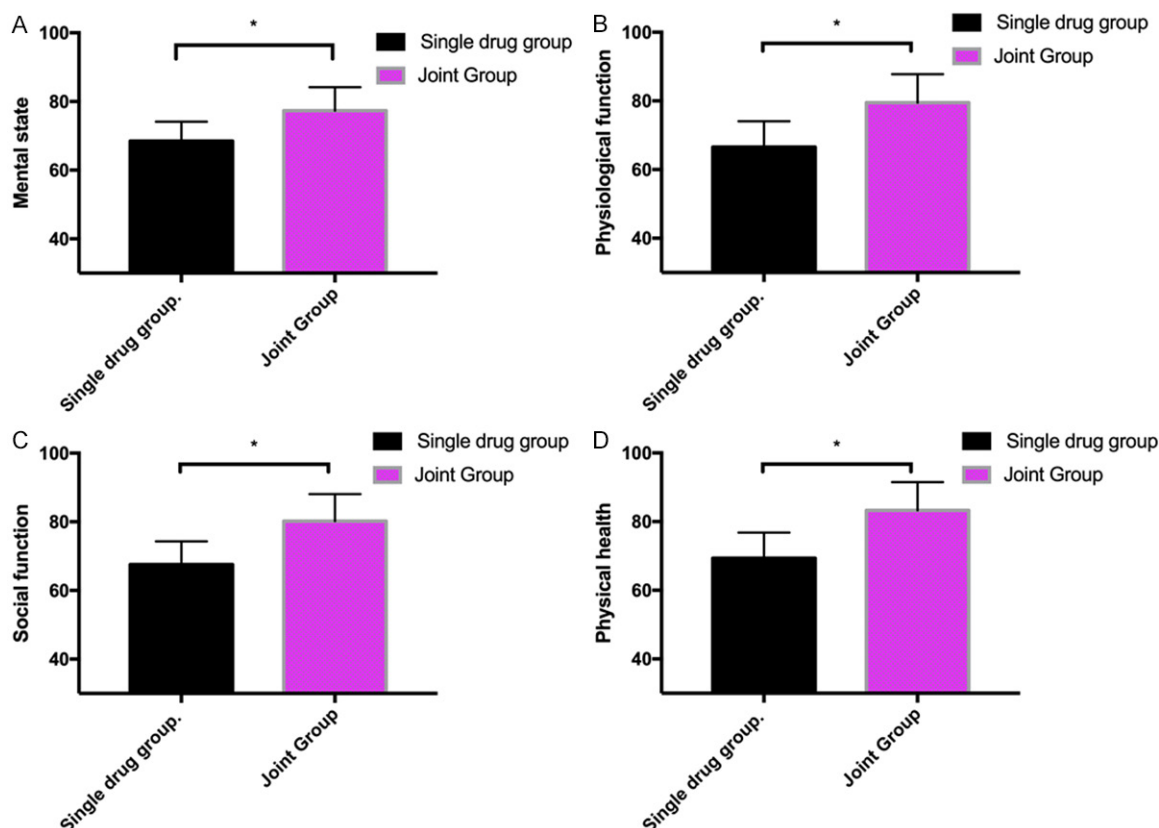 A
*
Single drug group
Joint Group
Mental state
100
80
60
40
Single drug group.
Joint Group
B
*
Single drug group
Joint Group
Physiological function
100
80
60
40
Single drug group.
Joint Group
C
*
Single drug group
Joint Group
Social function
100
80
60
40
Single drug group.
Joint Group
D
*
Single drug group
Joint Group
Physical health
100
80
60
40
Single drug group.
Joint Group